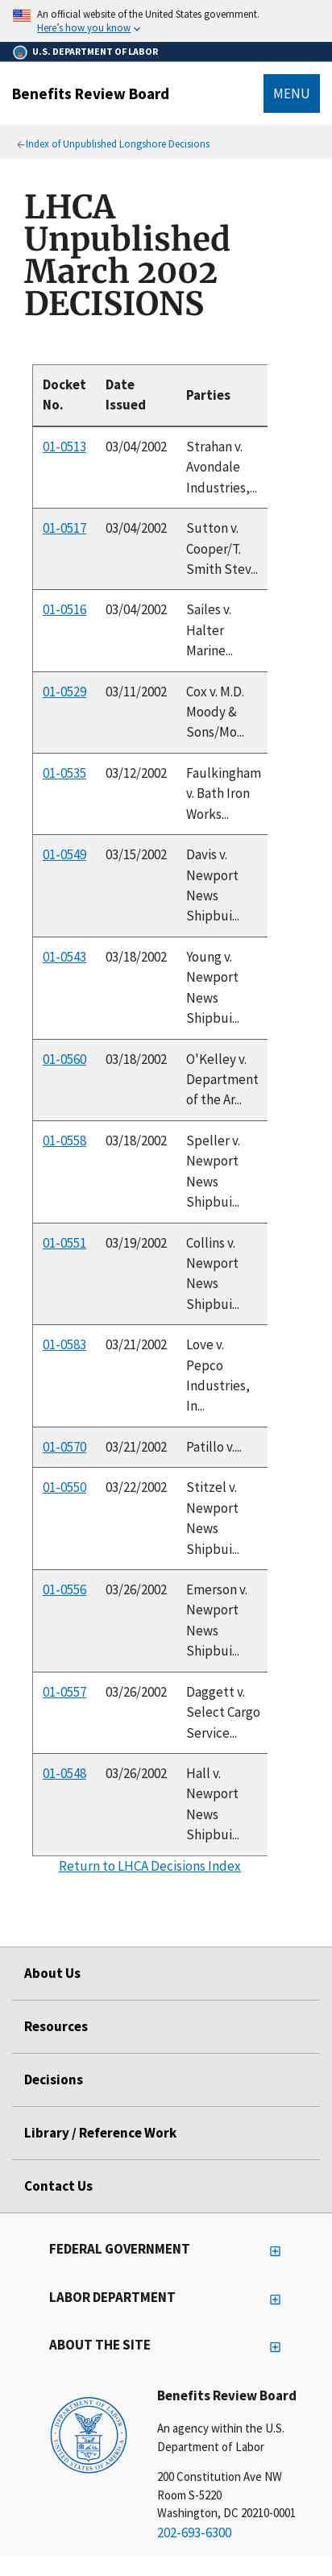 An official website of the United States government.
Here's how you know
U.S. DEPARTMENT OF LABOR
Benefits Review Board
MENU
Index of Unpublished Longshore Decisions
LHCA
Unpublished
March 2002
DECISIONS
Docket No. Date Issued Parties
01-0513 03/04/2002 Strahan v.
Avondale
Industries,...
01-0517 03/04/2002 Sutton v.
Cooper/T.
Smith Stev...
01-0516 03/04/2002 Sailes v.
Halter
Marine...
01-0529 03/11/2002 Cox v. M.D.
Moody &
Sons/Mo...
01-0535 03/12/2002 Faulkingham
v. Bath Iron
Works...
01-0549 03/15/2002 Davis v.
Newport
News
Shipbui...
01-0543 03/18/2002 Young v.
Newport
News
Shipbui...
01-0560 03/18/2002 O'Kelley v.
Department
of the Ar...
01-0558 03/18/2002 Speller v.
Newport
News
Shipbui...
01-0551 03/19/2002 Collins v.
Newport
News
Shipbui...
01-0583 03/21/2002 Love v.
Pepco
Industries,
In...
01-0570 03/21/2002 Patillo v....
01-0550 03/22/2002 Stitzel v.
Newport
News
Shipbui...
01-0556 03/26/2002 Emerson v.
Newport
News
Shipbui...
01-0557 03/26/2002 Daggett v.
Select Cargo
Service...
01-0548 03/26/2002 Hall v.
Newport
News
Shipbui...
Return to LHCA Decisions Index
About Us
Resources
Decisions
Library / Reference Work
Contact Us
FEDERAL GOVERNMENT
LABOR DEPARTMENT
ABOUT THE SITE
DEPARTMENT OF LABOR
UNITED STATES OF AMERICA
Benefits Review Board
An agency within the U.S.
Department of Labor
200 Constitution Ave NW
Room S-5220
Washington, DC 20210-0001
202-693-6300